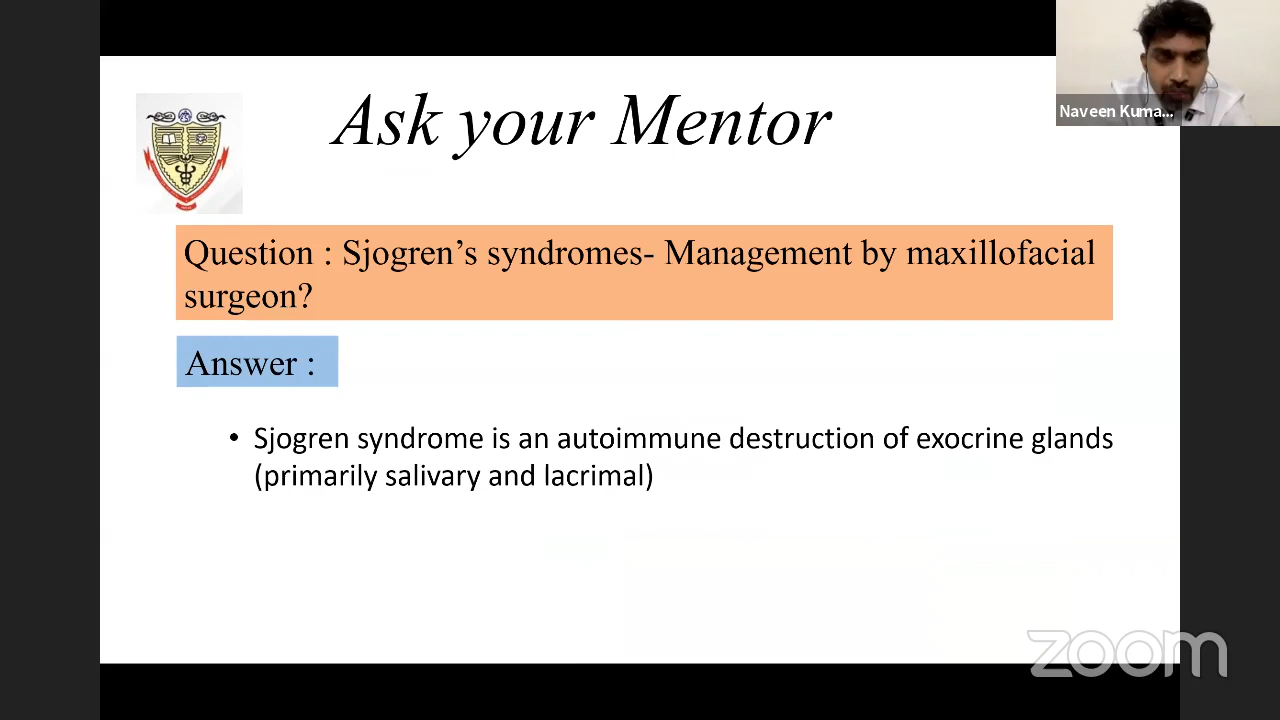 Ask your Mentor
Naveen Kuma...
Question : Sjogren’s syndromes- Management by maxillofacial
surgeon?
Answer :
• Sjogren syndrome is an autoimmune destruction of exocrine glands
(primarily salivary and lacrimal)
zoom